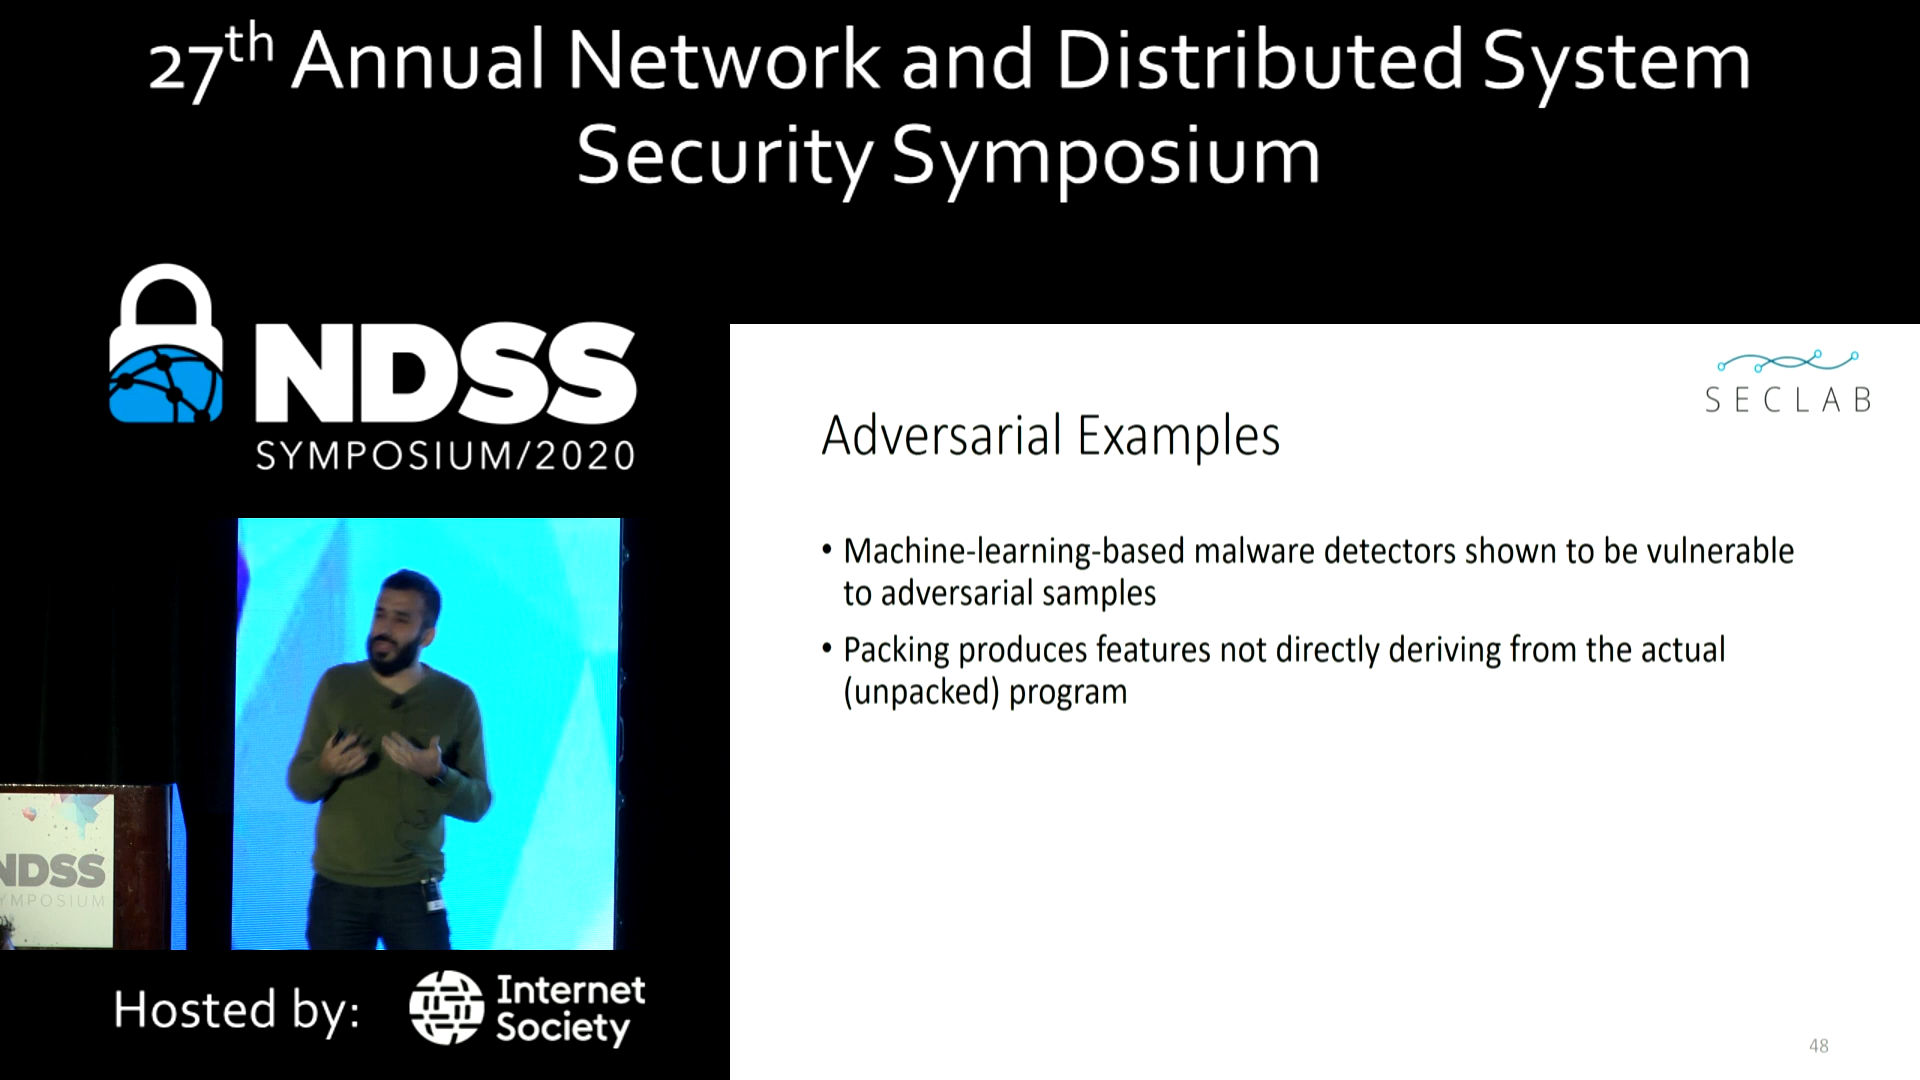 27th Annual Network and Distributed System
Security Symposium
NDSS
SYMPOSIUM/2020
SECLAB
Adversarial Examples
• Machine-learning-based malware detectors shown to be vulnerable
to adversarial samples
• Packing produces features not directly deriving from the actual
(unpacked) program
NDSS
SYMPOSIUM
Hosted by:
Internet
Society
48